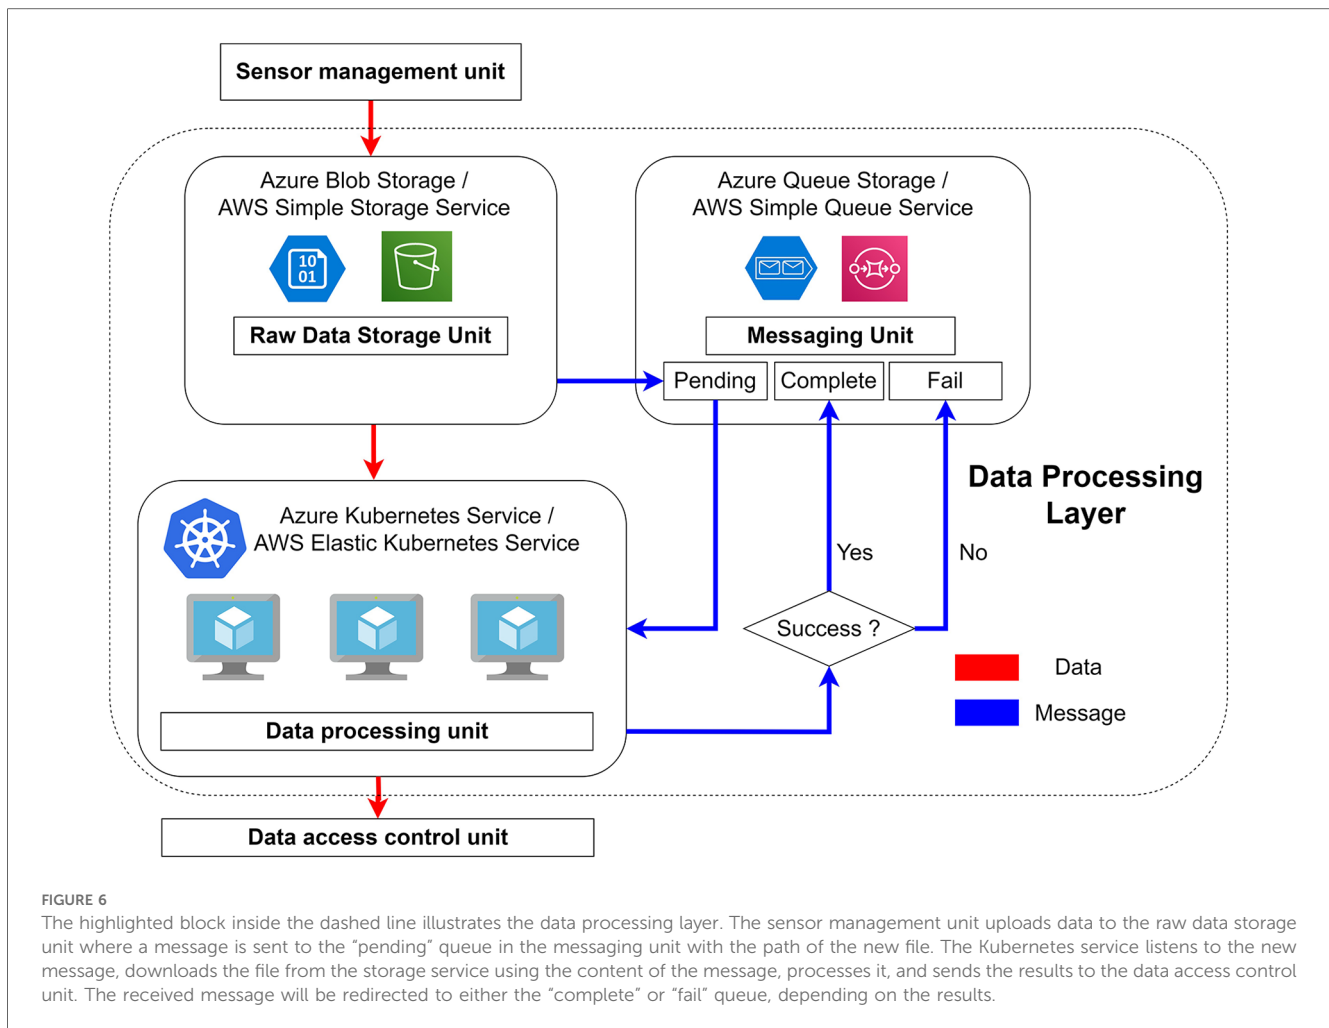 Sensor management unit
Azure Blob Storage /
AWS Simple Storage Service
10
01
Raw Data Storage Unit
Azure Queue Storage /
AWS Simple Queue Service
Messaging Unit
Pending
Complete
Fail
Azure Kubernetes Service /
AWS Elastic Kubernetes Service
Data Processing
Layer
Yes
No
Success ?
Data
Message
Data processing unit
Data access control unit
FIGURE 6
The highlighted block inside the dashed line illustrates the data processing layer. The sensor management unit uploads data to the raw data storage
unit where a message is sent to the “pending” queue in the messaging unit with the path of the new file. The Kubernetes service listens to the new
message, downloads the file from the storage service using the content of the message, processes it, and sends the results to the data access control
unit. The received message will be redirected to either the “complete” or “fail” queue, depending on the results.